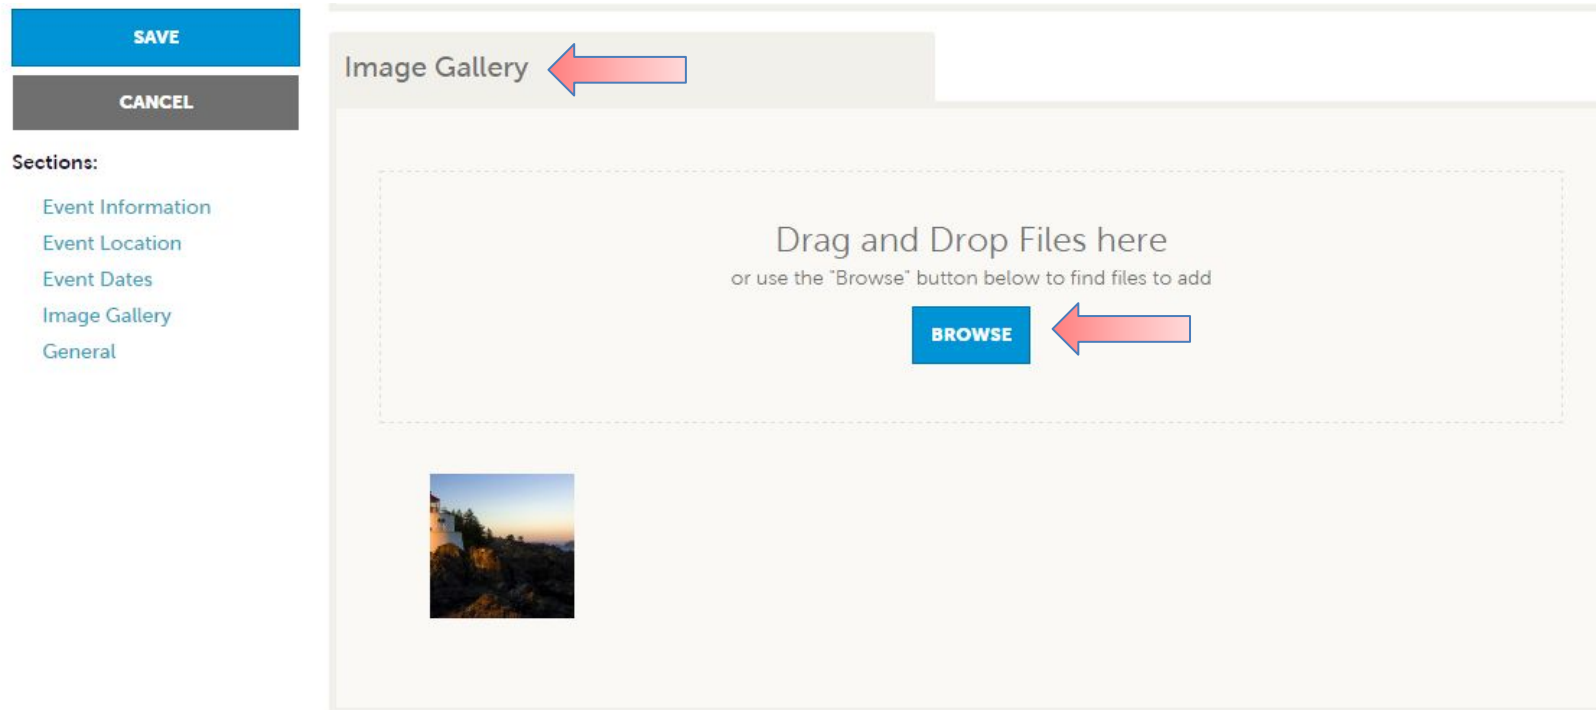 SAVE
CANCEL
Sections:
Event Information
Event Location
Event Dates
Image Gallery
General
Image Gallery
Drag and Drop Files here
or use the "Browse" button below to find files to add
BROWSE